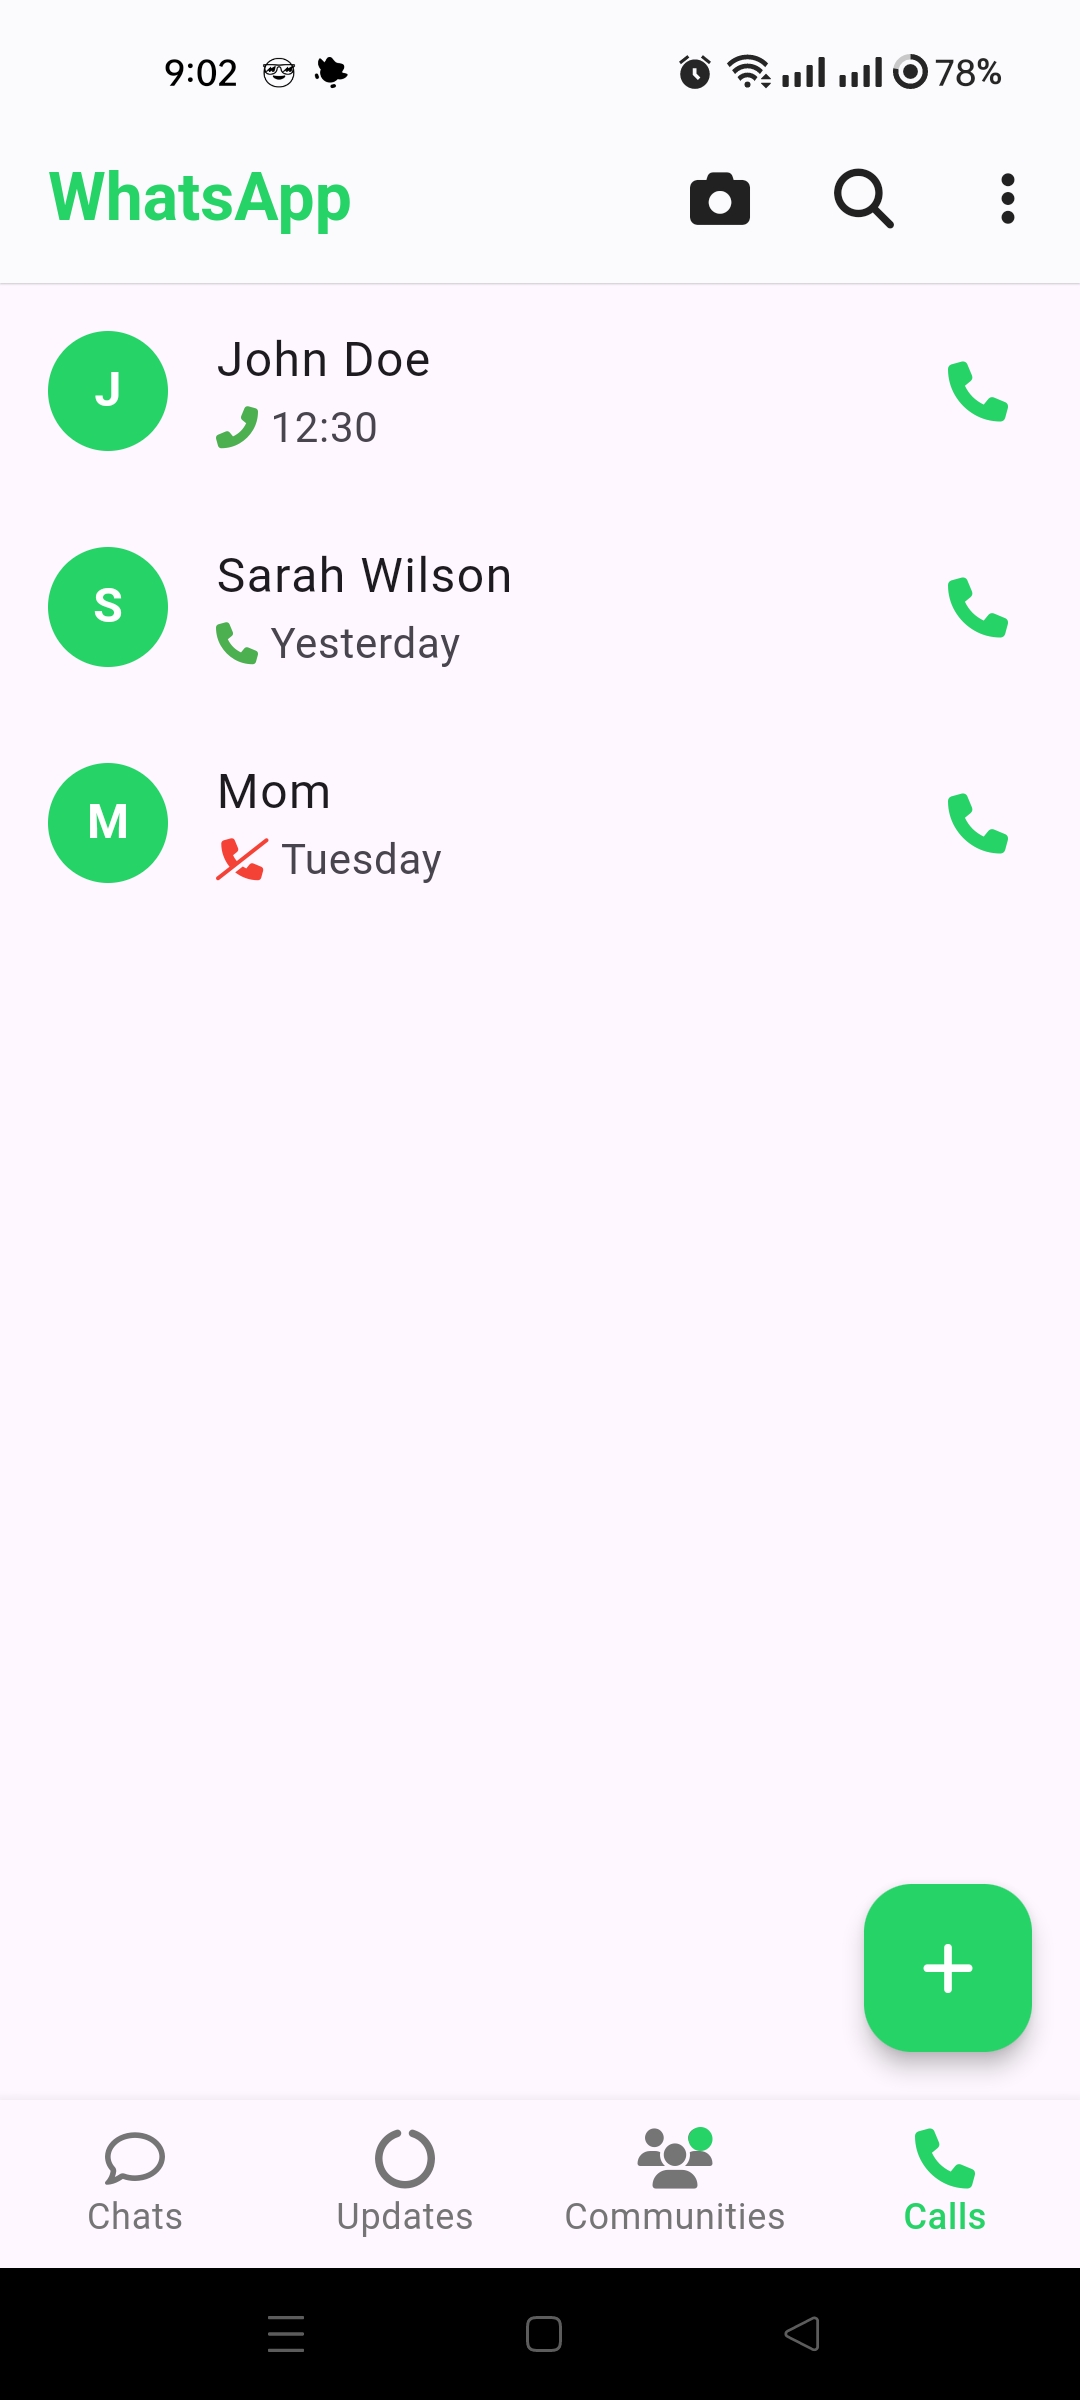 9:02 78%
WhatsApp
J John Doe
12:30
S Sarah Wilson
Yesterday
M Mom
Tuesday
Chats Updates Communities Calls